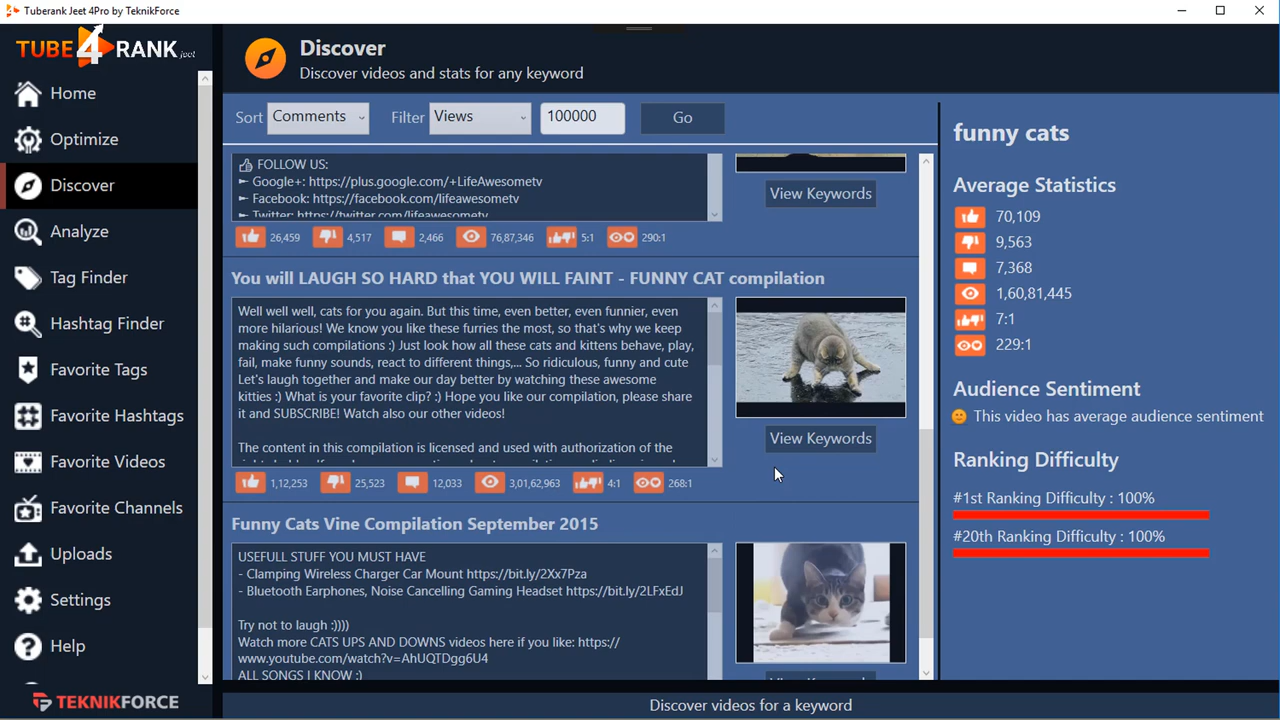 Tuberank Jeet 4Pro by TeknikForce
TUBE4RANK jeet
Home
Optimize
Discover
Analyze
Tag Finder
Hashtag Finder
Favorite Tags
Favorite Hashtags
Favorite Videos
Favorite Channels
Uploads
Settings
Help
TEKNIKFORCE
Discover
Discover videos and stats for any keyword
Sort Comments Filter Views 100000 Go
FOLLOW US:
► Google+: https://plus.google.com/+LifeAwesometv
► Facebook: https://facebook.com/lifeawesometv
► Twitter: https://twitter.com/lifeawesometv
View Keywords
26,459 4,517 2,466 76,87,346 5:1 290:1
You will LAUGH SO HARD that YOU WILL FAINT - FUNNY CAT compilation
Well well well, cats for you again. But this time, even better, even funnier, even
more hilarious! We know you like these furries the most, so that's why we keep
making such compilations :) Just look how all these cats and kittens behave, play,
fail, make funny sounds, react to different things,... So ridiculous, funny and cute
Let's laugh together and make our day better by watching these awesome
kitties :) What is your favorite clip? :) Hope you like our compilation, please share
it and SUBSCRIBE! Watch also our other videos!
The content in this compilation is licensed and used with authorization of the
View Keywords
1,12,253 25,523 12,033 3,01,62,963 4:1 268:1
Funny Cats Vine Compilation September 2015
USEFULL STUFF YOU MUST HAVE
- Clamping Wireless Charger Car Mount https://bit.ly/2Xx7Pza
- Bluetooth Earphones, Noise Cancelling Gaming Headset https://bit.ly/2LFxEdJ
Try not to laugh :))))
Watch more CATS UPS AND DOWNS videos here if you like: https://
www.youtube.com/watch?v=AhUQTDgg6U4
ALL SONGS I KNOW :)
funny cats
Average Statistics
70,109
9,563
7,368
1,60,81,445
7:1
229:1
Audience Sentiment
This video has average audience sentiment
Ranking Difficulty
#1st Ranking Difficulty : 100%
#20th Ranking Difficulty : 100%
Discover videos for a keyword